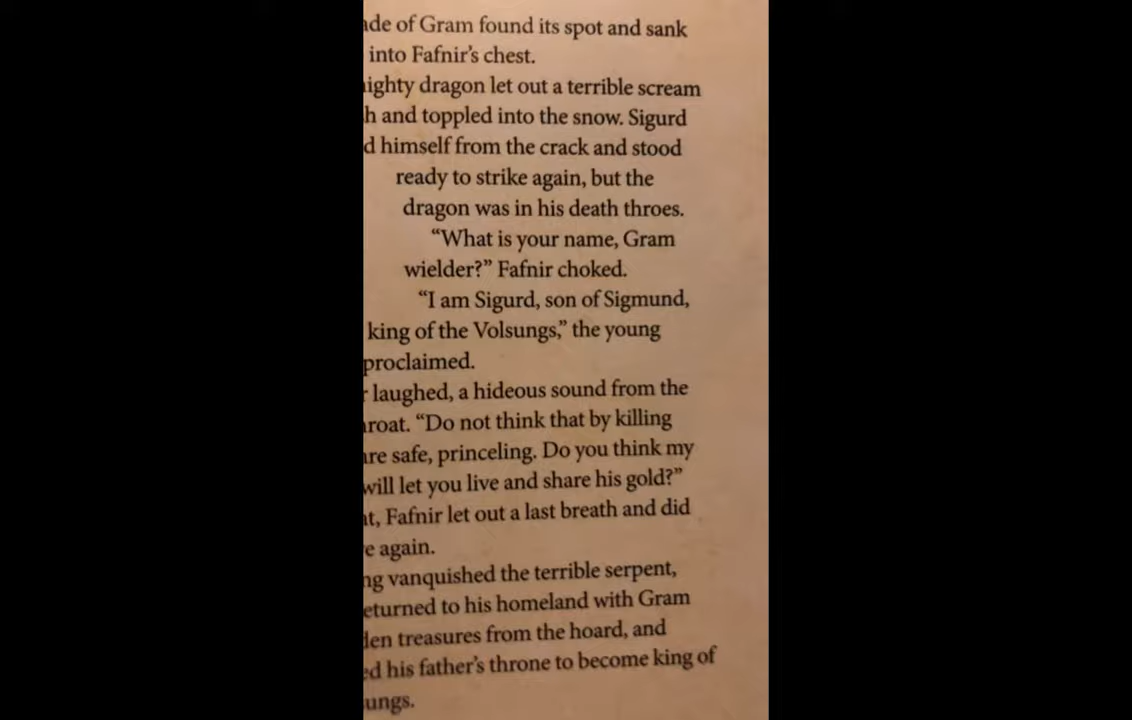 ade of Gram found its spot and sank
into Fafnir's chest.
ighty dragon let out a terrible scream
h and toppled into the snow. Sigurd
d himself from the crack and stood
ready to strike again, but the
dragon was in his death throes.
“What is your name, Gram
wielder?” Fafnir choked.
“I am Sigurd, son of Sigmund,
king of the Volsungs,” the young
proclaimed.
r laughed, a hideous sound from the
roat. “Do not think that by killing
are safe, princeling. Do you think my
will let you live and share his gold?”
at, Fafnir let out a last breath and did
e again.
ng vanquished the terrible serpent,
eturned to his homeland with Gram
den treasures from the hoard, and
ed his father's throne to become king of
ungs.